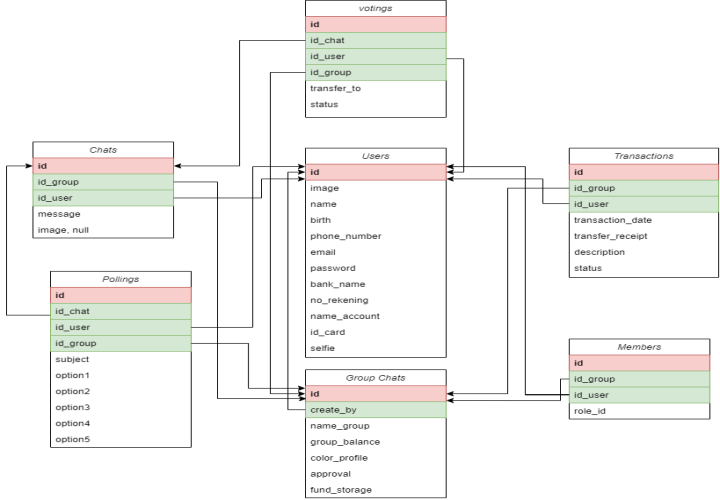 votings
id
id_chat
id_user
id_group
transfer_to
status
Chats
id
id_group
id_user
message
image, null
Users
id
image
name
birth
phone_number
email
password
bank_name
no_rekening
name_account
id_card
selfie
Transactions
id
id_group
id_user
transaction_date
transfer_receipt
description
status
Pollings
id
id_chat
id_user
id_group
subject
option1
option2
option3
option4
option5
Group Chats
id
create_by
name_group
group_balance
color_profile
approval
fund_storage
Members
id
id_group
id_user
role_id